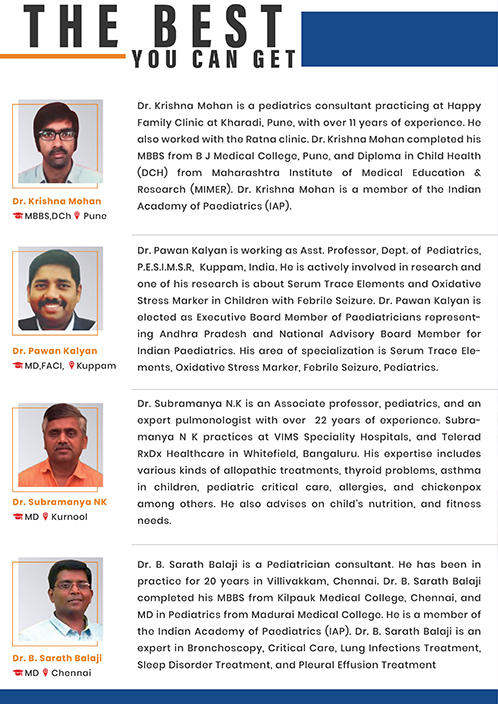 THE BEST
YOU CAN GET
Dr. Krishna Mohan
MBBS,DCh Pune
Dr. Krishna Mohan is a pediatrics consultant practicing at Happy
Family Clinic at Kharadi, Pune, with over 11 years of experience. He
also worked with the Ratna clinic. Dr. Krishna Mohan completed his
MBBS from B J Medical College, Pune, and Diploma in Child Health
(DCH) from Maharashtra Institute of Medical Education &
Research (MIMER). Dr. Krishna Mohan is a member of the Indian
Academy of Paediatrics (IAP).
Dr. Pawan Kalyan
MD,FACI, Kuppam
Dr. Pawan Kalyan is working as Asst. Professor, Dept. of Pediatrics,
P.E.S.I.M.S.R, Kuppam, India. He is actively involved in research and
one of his research is about Serum Trace Elements and Oxidative
Stress Marker in Children with Febrile Seizure. Dr. Pawan Kalyan is
elected as Executive Board Member of Paediatricians represent-
ing Andhra Pradesh and National Advisory Board Member for
Indian Paediatrics. His area of specialization is Serum Trace Ele-
ments, Oxidative Stress Marker, Febrile Seizure, Pediatrics.
Dr. Subramanya NK
MD Kurnool
Dr. Subramanya N.K is an Associate professor, pediatrics, and an
expert pulmonologist with over 22 years of experience. Subra-
manya N K practices at VIMS Speciality Hospitals, and Telerad
RxDx Healthcare in Whitefield, Bangaluru. His expertise includes
various kinds of allopathic treatments, thyroid problems, asthma
in children, pediatric critical care, allergies, and chickenpox
among others. He also advises on child's nutrition, and fitness
needs.
Dr. B. Sarath Balaji
MD Chennai
Dr. B. Sarath Balaji is a Pediatrician consultant. He has been in
practice for 20 years in Villivakkam, Chennai. Dr. B. Sarath Balaji
completed his MBBS from Kilpauk Medical College, Chennai, and
MD in Pediatrics from Madurai Medical College. He is a member of
the Indian Academy of Paediatrics (IAP). Dr. B. Sarath Balaji is an
expert in Bronchoscopy, Critical Care, Lung Infections Treatment,
Sleep Disorder Treatment, and Pleural Effusion Treatment